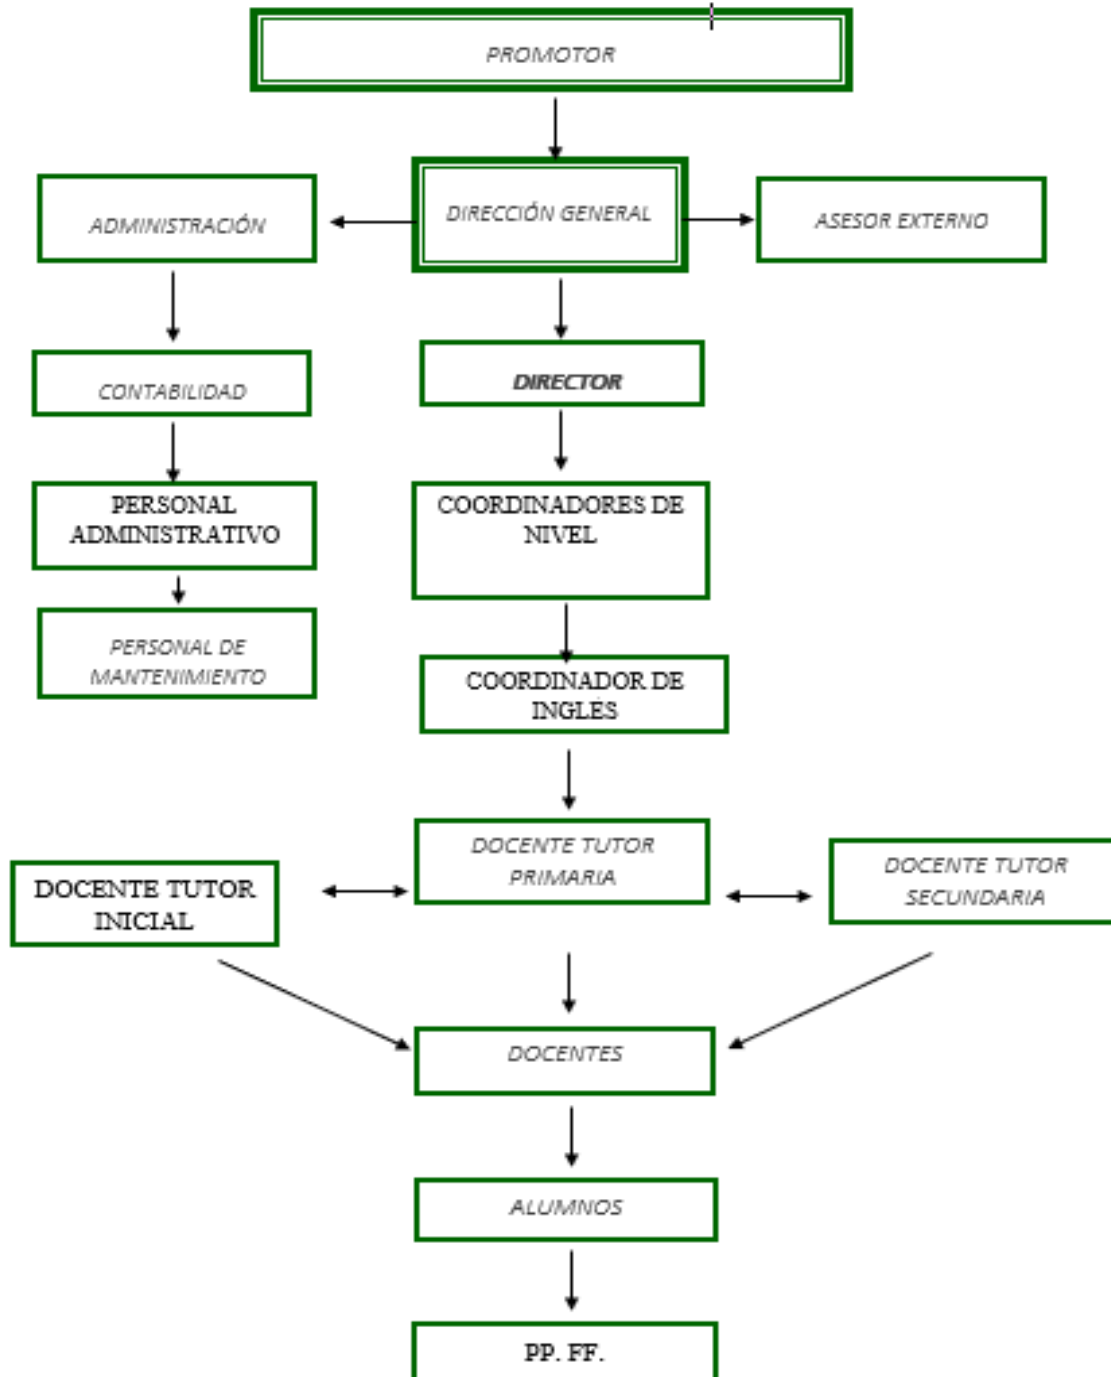 PROMOTOR
DIRECCIÓN GENERAL
ADMINISTRACIÓN
ASESOR EXTERNO
CONTABILIDAD
DIRECTOR
PERSONAL
ADMINISTRATIVO
COORDINADORES DE
NIVEL
PERSONAL DE
MANTENIMIENTO
COORDINADOR DE
INGLÉS
DOCENTE TUTOR
PRIMARIA
DOCENTE TUTOR
INICIAL
DOCENTE TUTOR
SECUNDARIA
DOCENTES
ALUMNOS
PP. FF.